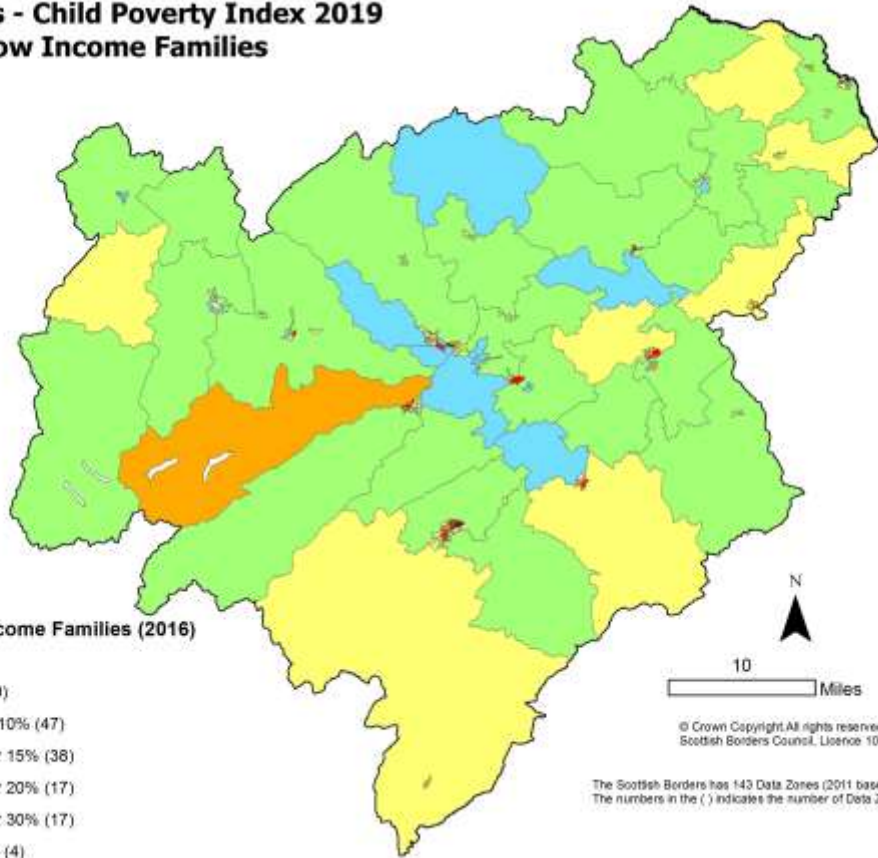 s - Child Poverty Index 2019
ow Income Families
come Families (2016)
)
10% (47)
15% (38)
20% (17)
30% (17)
(4)
N
10
Miles
© Crown Copyright.All rights reserve
Scottish Borders Council, Licence 10
The Scottish Borders has 143 Data Zones (2011 base
The numbers in the ( ) indicates the number of Data Z